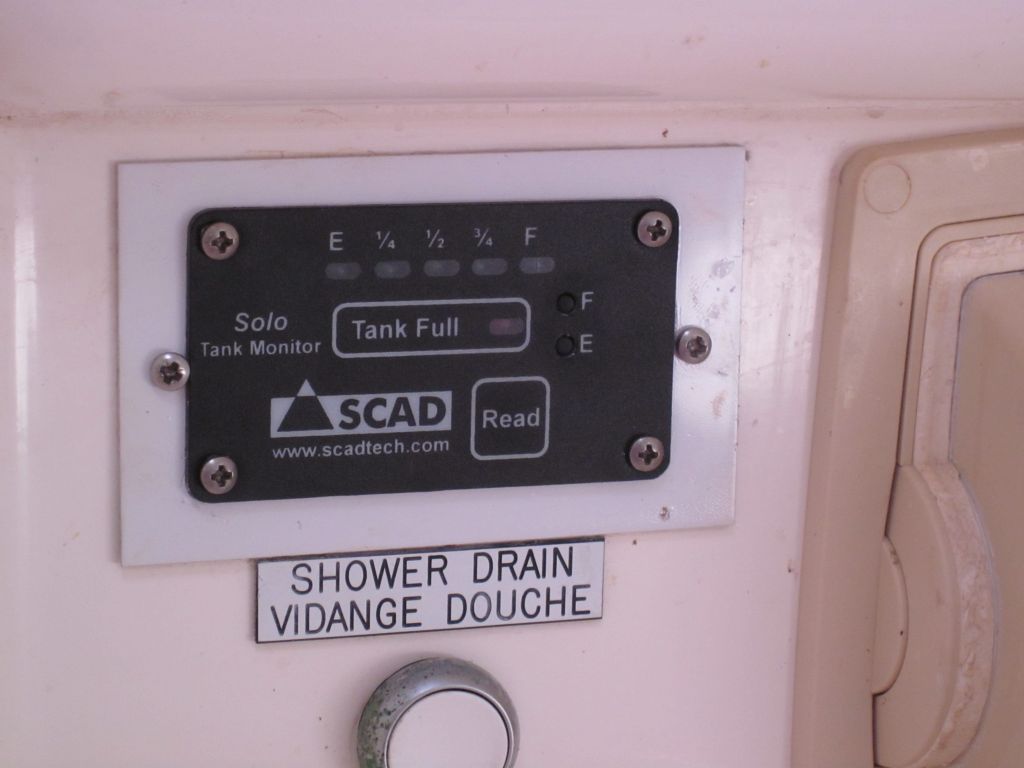 E ¼ ½ ¾ F
F
Solo
Tank Full
E
Tank Monitor
SCAD
Read
www.scadtech.com
SHOWER DRAIN
VIDANGE DOUCHE